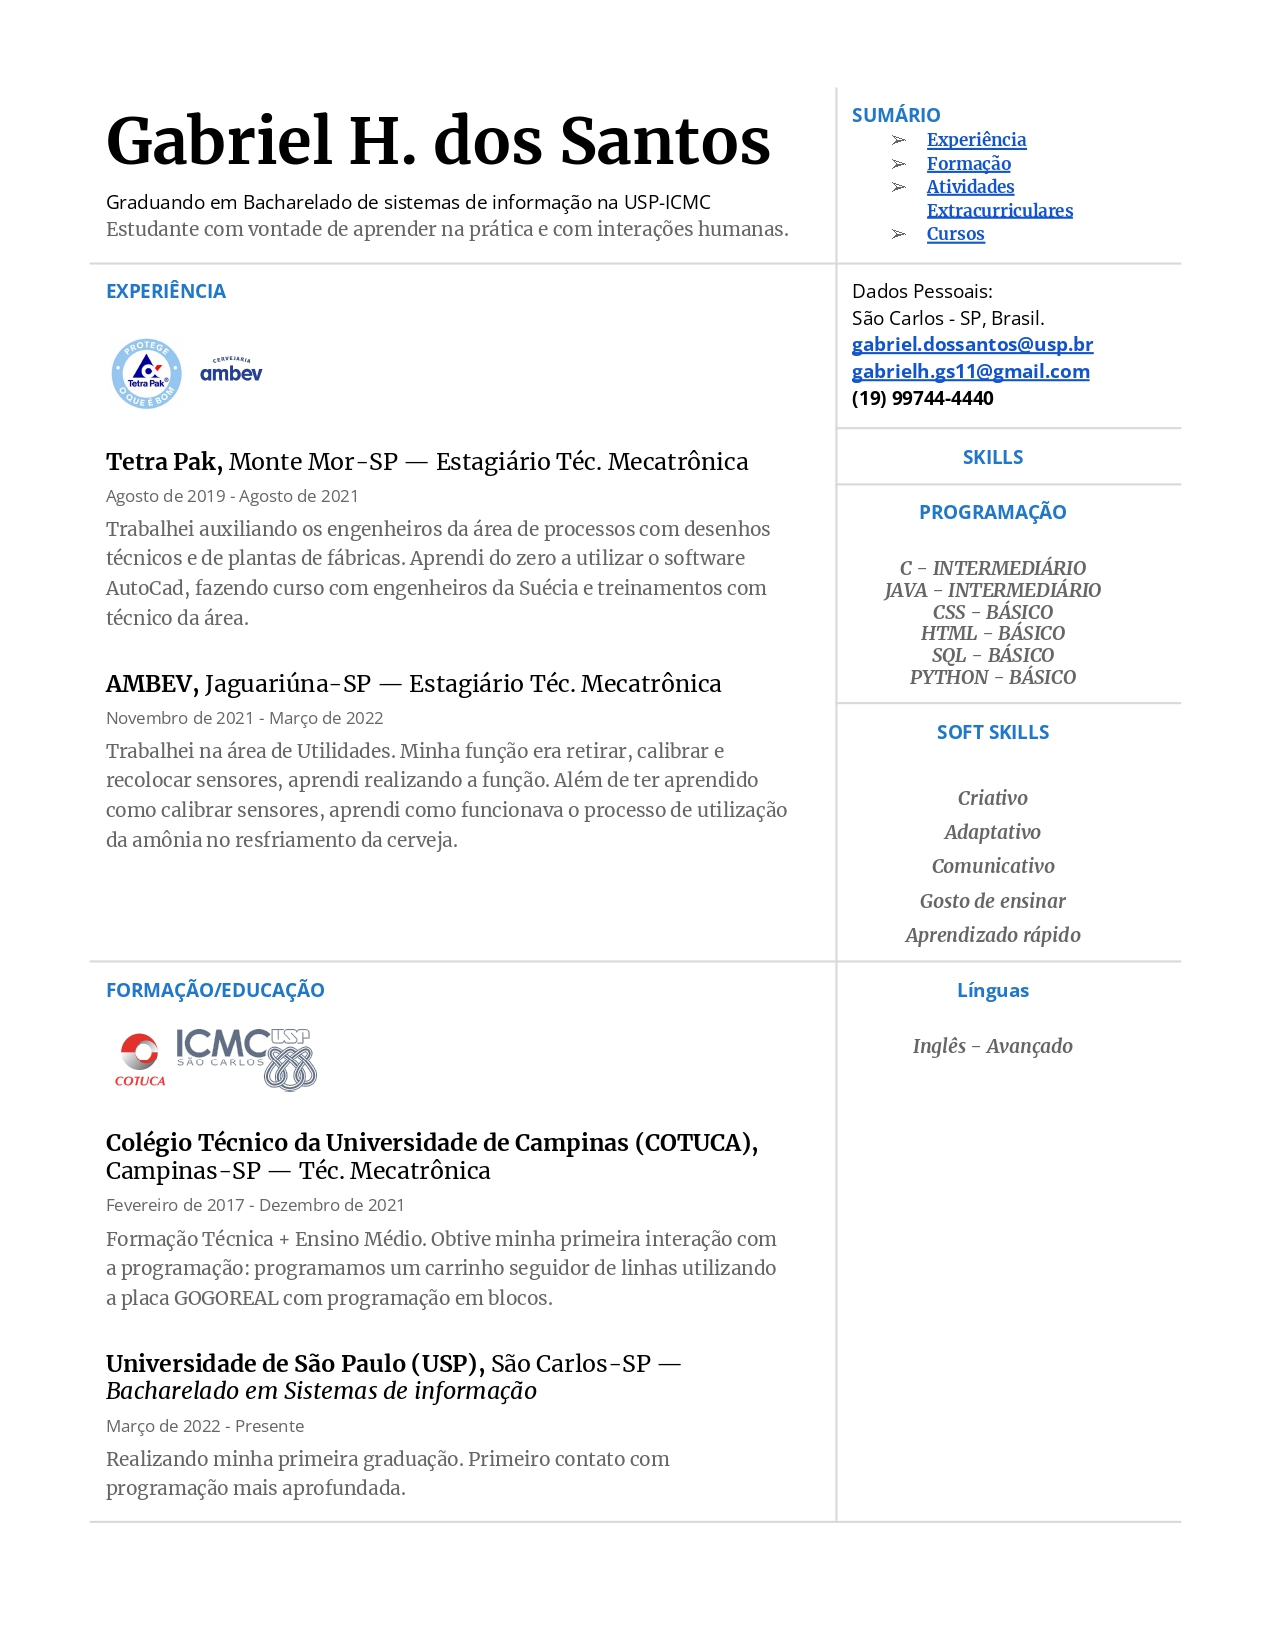 Gabriel H. dos Santos
Graduando em Bacharelado de sistemas de informação na USP-ICMC
Estudante com vontade de aprender na prática e com interações humanas.
SUMÁRIO
➢ Experiência
➢ Formação
➢ Atividades
Extracurriculares
➢ Cursos
EXPERIÊNCIA
PROTEGE
Tetra Pak®
O QUE É BOM
CERVEJARIA
ambev
Tetra Pak, Monte Mor-SP — Estagiário Téc. Mecatrônica
Agosto de 2019 - Agosto de 2021
Trabalhei auxiliando os engenheiros da área de processos com desenhos
técnicos e de plantas de fábricas. Aprendi do zero a utilizar o software
AutoCad, fazendo curso com engenheiros da Suécia e treinamentos com
técnico da área.
AMBEV, Jaguariúna-SP — Estagiário Téc. Mecatrônica
Novembro de 2021 - Março de 2022
Trabalhei na área de Utilidades. Minha função era retirar, calibrar e
recolocar sensores, aprendi realizando a função. Além de ter aprendido
como calibrar sensores, aprendi como funcionava o processo de utilização
da amônia no resfriamento da cerveja.
Dados Pessoais:
São Carlos - SP, Brasil.
gabriel.dossantos@usp.br
gabrielh.gs11@gmail.com
(19) 99744-4440
SKILLS
PROGRAMAÇÃO
C - INTERMEDIÁRIO
JAVA - INTERMEDIÁRIO
CSS - BÁSICO
HTML - BÁSICO
SQL - BÁSICO
PYTHON - BÁSICO
SOFT SKILLS
Criativo
Adaptativo
Comunicativo
Gosto de ensinar
Aprendizado rápido
FORMAÇÃO/EDUCAÇÃO
COTUCA
ICMC
SÃO CARLOS
USP
Colégio Técnico da Universidade de Campinas (COTUCA),
Campinas-SP — Téc. Mecatrônica
Fevereiro de 2017 - Dezembro de 2021
Formação Técnica + Ensino Médio. Obtive minha primeira interação com
a programação: programamos um carrinho seguidor de linhas utilizando
a placa GOGOREAL com programação em blocos.
Universidade de São Paulo (USP), São Carlos-SP —
Bacharelado em Sistemas de informação
Março de 2022 - Presente
Realizando minha primeira graduação. Primeiro contato com
programação mais aprofundada.
Línguas
Inglês - Avançado